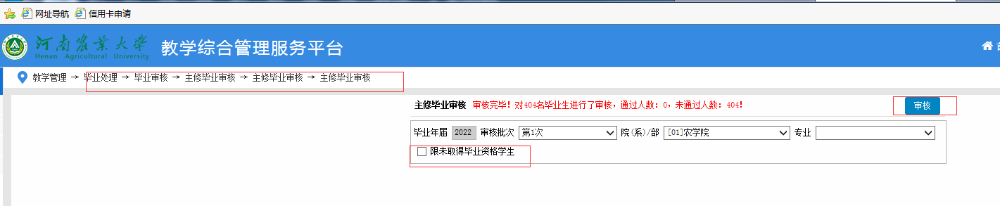 网址导航 信用卡申请
河南农业大学
Henan Agricultural University
教学综合管理服务平台
教学管理 → 毕业处理 → 毕业审核 → 主修毕业审核 → 主修毕业审核 → 主修毕业审核
主修毕业审核 审核完毕！对404名毕业生进行了审核，通过人数：0，未通过人数：404！ 审核
毕业年届 2022 审核批次 第1次 院(系)/部 [01]农学院 专业
限未取得毕业资格学生